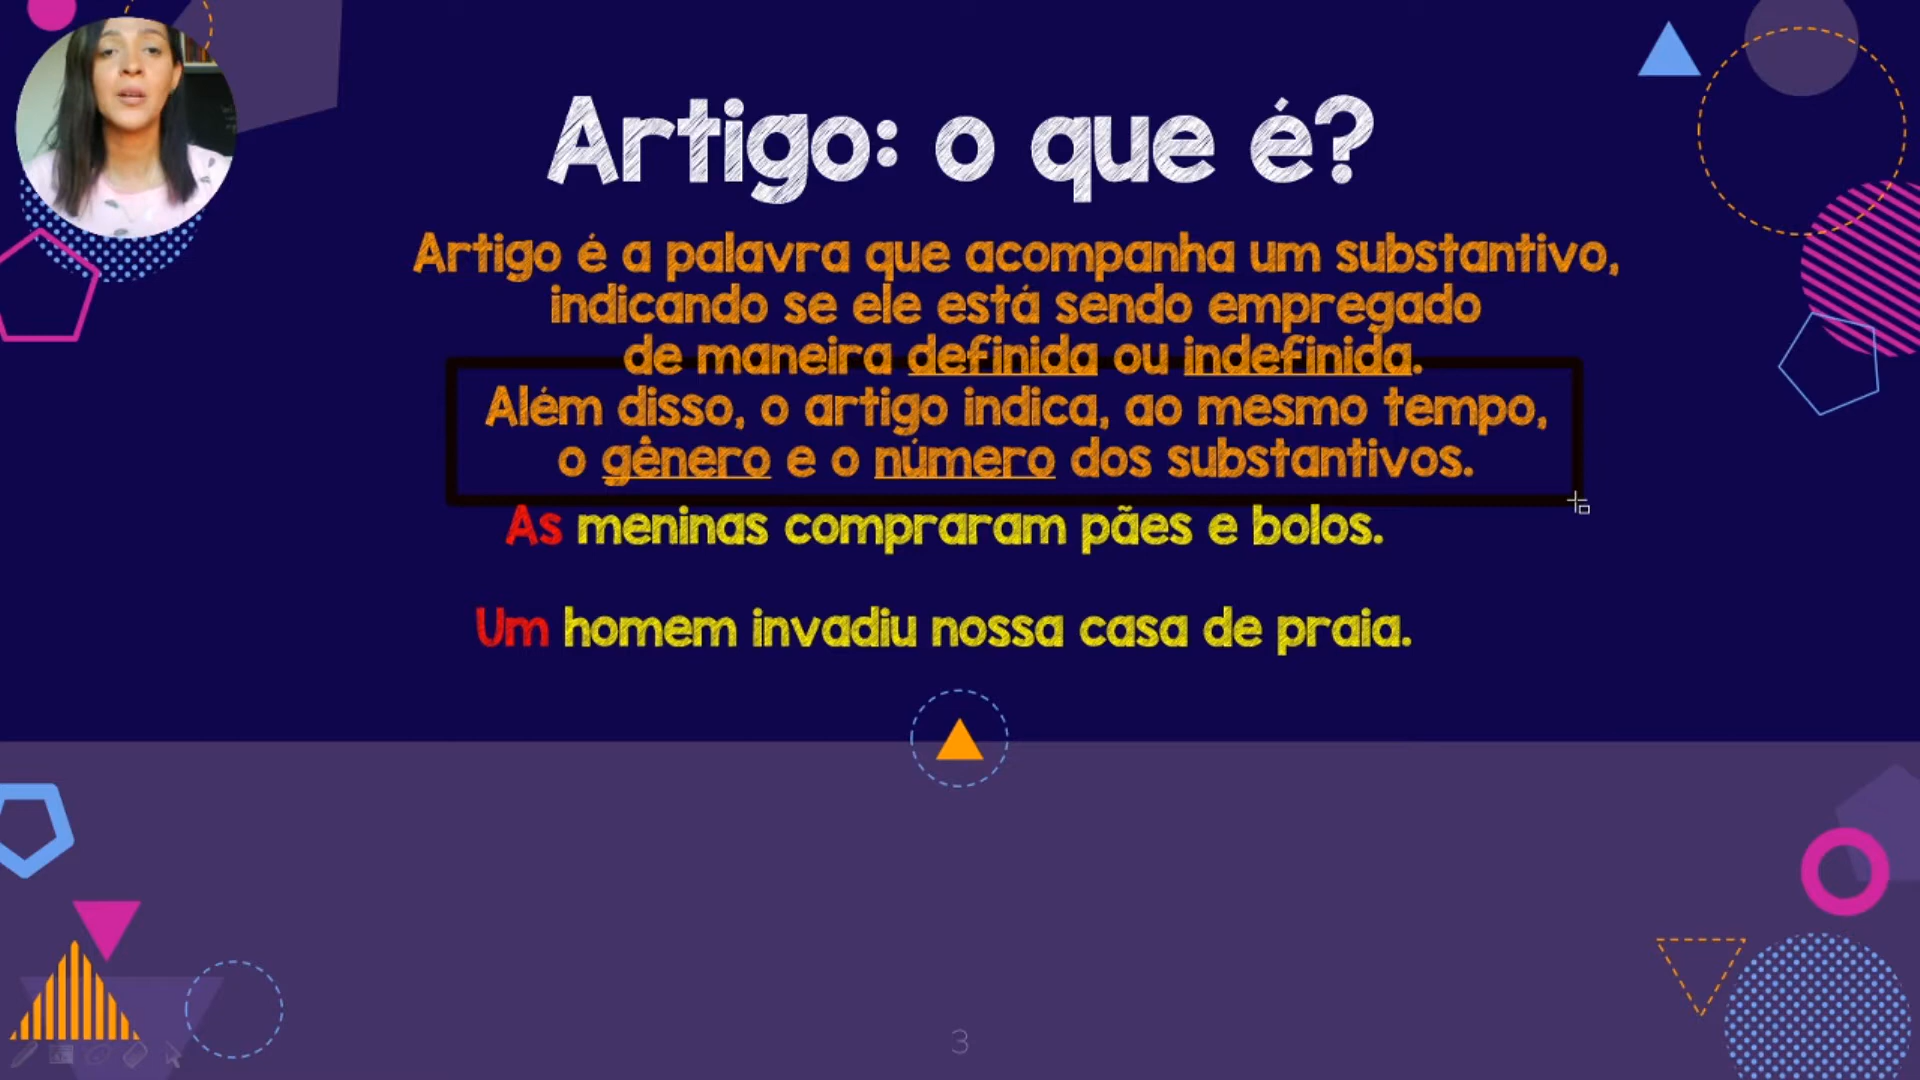 Artigo: o que é?
Artigo é a palavra que acompanha um substantivo,
indicando se ele está sendo empregado
de maneira definida ou indefinida.
Além disso, o artigo indica, ao mesmo tempo,
o gênero e o número dos substantivos.
As meninas compraram pães e bolos.
Um homem invadiu nossa casa de praia.
3